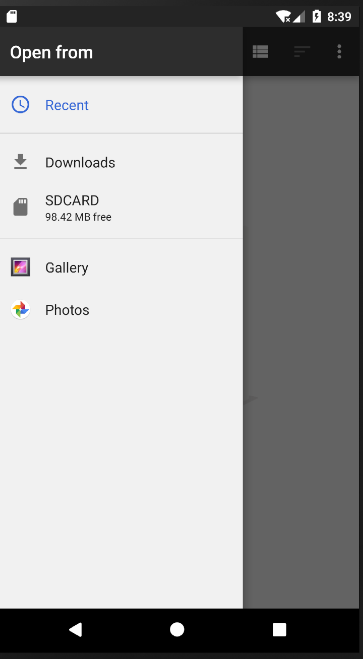 8:39
Open from
Recent
Downloads
SDCARD
98.42 MB free
Gallery
Photos